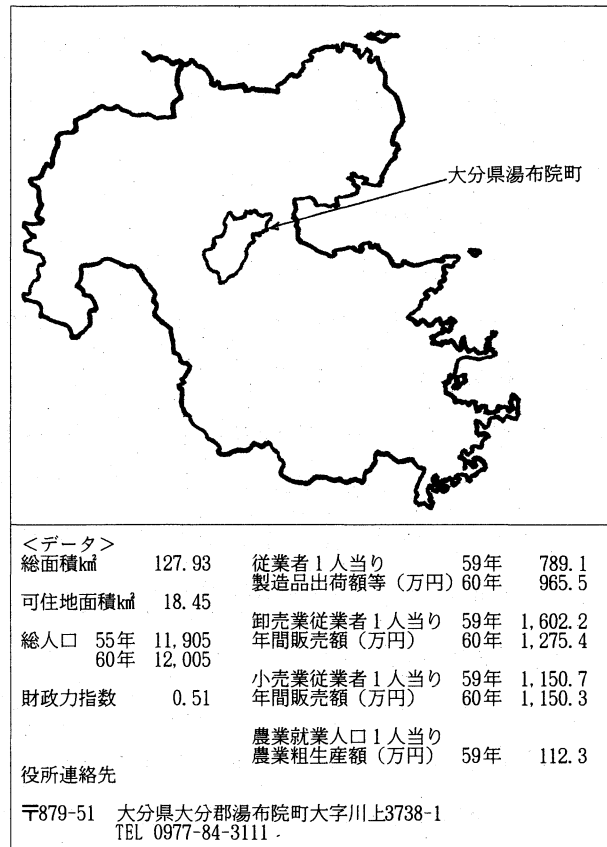 大分県湯布院町
<データ>
総面積k㎡ 127.93
可住地面積k㎡ 18.45
総人口 55年 11,905
60年 12,005
財政力指数 0.51
従業者1人当り 59年 789.1
製造品出荷額等(万円) 60年 965.5
卸売業従業者1人当り 59年 1,602.2
年間販売額(万円) 60年 1,275.4
小売業従業者1人当り 59年 1,150.7
年間販売額(万円) 60年 1,150.3
農業就業人口1人当り
農業粗生産額(万円) 59年 112.3
役所連絡先
〒879-51 大分県大分郡湯布院町大字川上3738-1
TEL 0977-84-3111